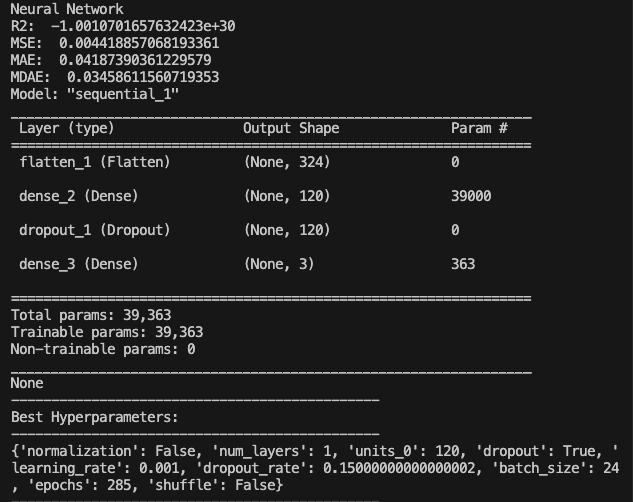 Neural Network
R2:  -1.0010701657632423e+30
MSE:  0.004418857068193361
MAE:  0.04187390361229579
MDAE:  0.03458611560719353
Model: "sequential_1"
_________________________________________________________________
 Layer (type)                Output Shape              Param #
=================================================================
 flatten_1 (Flatten)         (None, 324)               0
 dense_2 (Dense)             (None, 120)               39000
 dropout_1 (Dropout)         (None, 120)               0
 dense_3 (Dense)             (None, 3)                 363
=================================================================
Total params: 39,363
Trainable params: 39,363
Non-trainable params: 0
_________________________________________________________________
None
----------------------------------------------
Best Hyperparameters:
----------------------------------------------
{'normalization': False, 'num_layers': 1, 'units_0': 120, 'dropout': True, '
learning_rate': 0.001, 'dropout_rate': 0.15000000000000002, 'batch_size': 24
, 'epochs': 285, 'shuffle': False}
----------------------------------------------